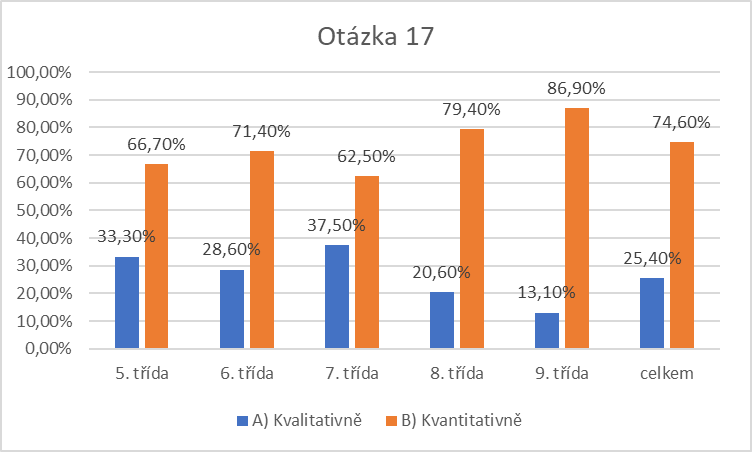 Otázka 17
100,00%
90,00%
80,00%
70,00%
60,00%
50,00%
40,00%
30,00%
20,00%
10,00%
0,00%
33,30%
66,70%
28,60%
71,40%
37,50%
62,50%
20,60%
79,40%
13,10%
86,90%
25,40%
74,60%
5. třída
6. třída
7. třída
8. třída
9. třída
celkem
A) Kvalitativně
B) Kvantitativně